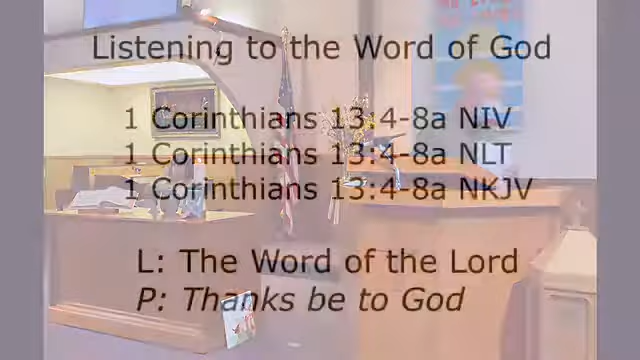 Listening to the Word of God
1 Corinthians 13:4-8a NIV
1 Corinthians 13:4-8a NLT
1 Corinthians 13:4-8a NKJV
L: The Word of the Lord
P: Thanks be to God